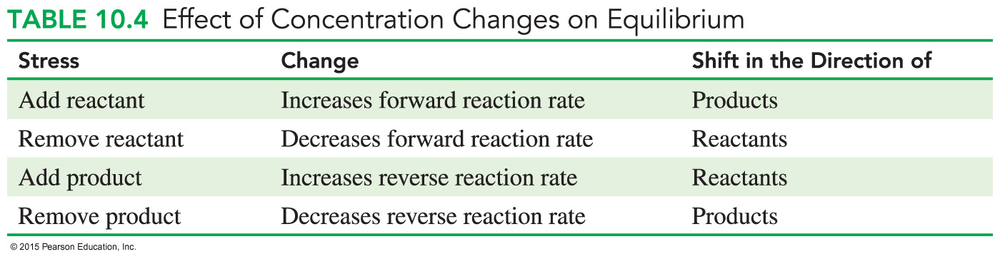 TABLE 10.4 Effect of Concentration Changes on Equilibrium
Stress Change Shift in the Direction of
Add reactant Increases forward reaction rate Products
Remove reactant Decreases forward reaction rate Reactants
Add product Increases reverse reaction rate Reactants
Remove product Decreases reverse reaction rate Products
© 2015 Pearson Education, Inc.